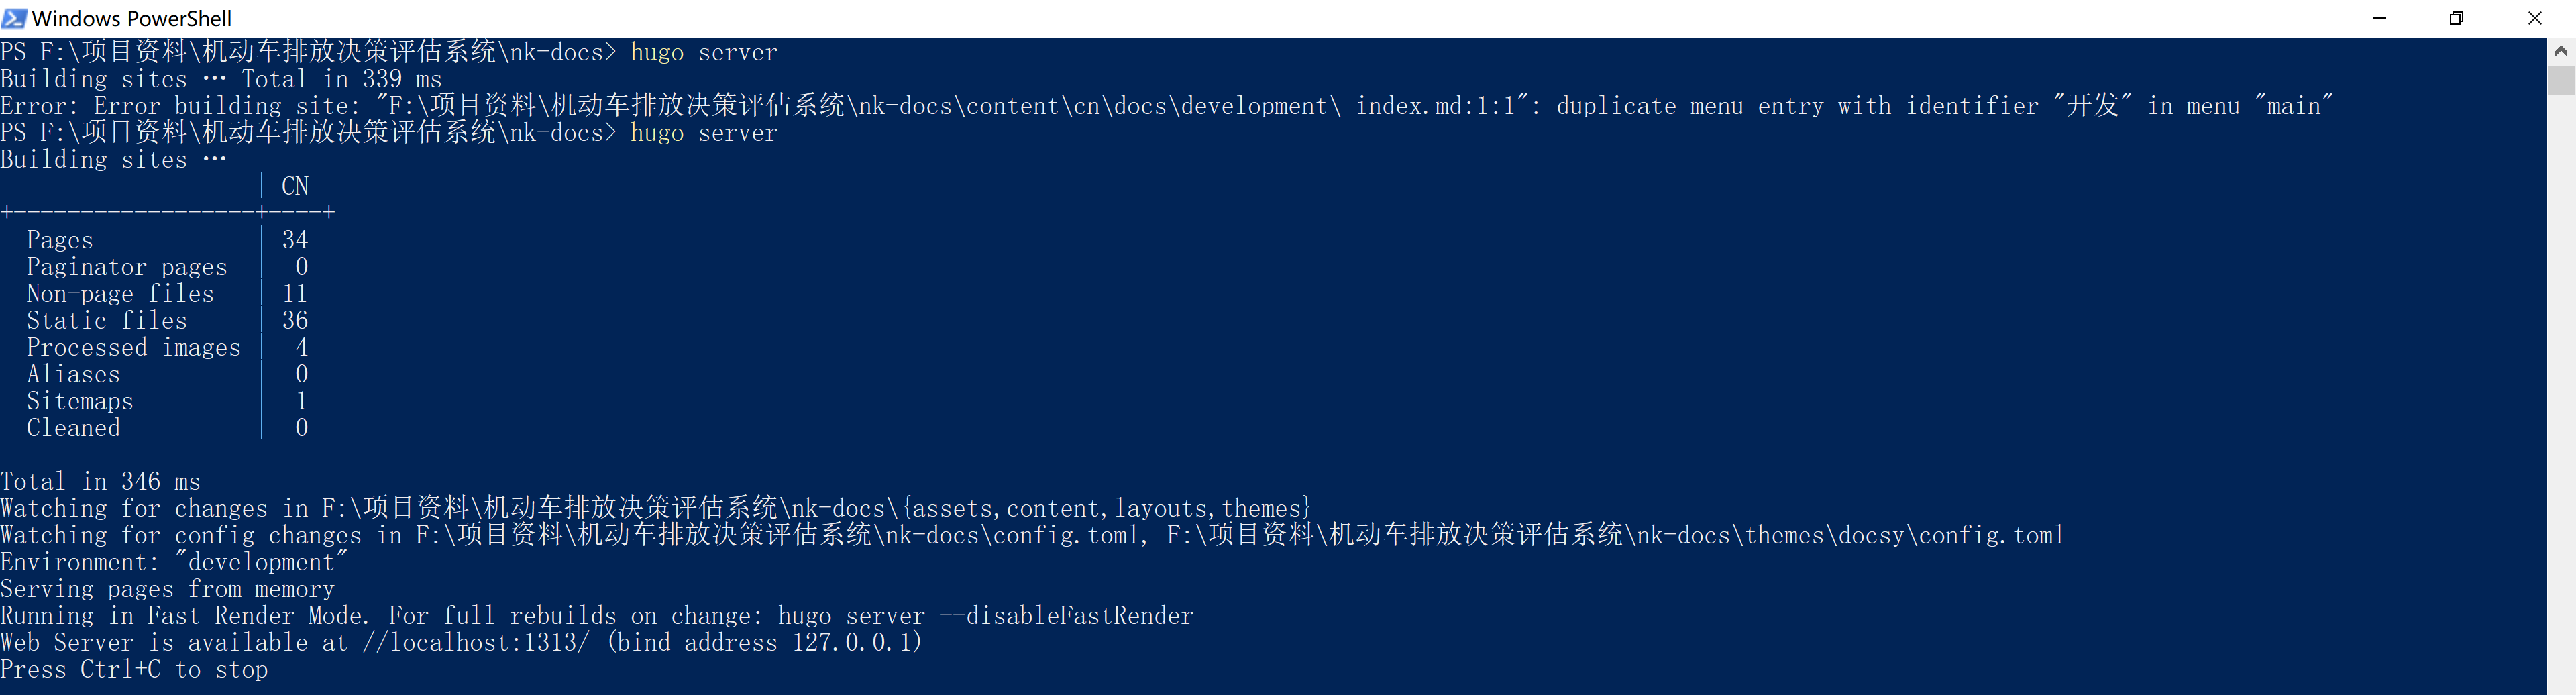 Windows PowerShell
PS F:\项目资料\机动车排放决策评估系统\nk-docs> hugo server
Building sites … Total in 339 ms
Error: Error building site: "F:\项目资料\机动车排放决策评估系统\nk-docs\content\cn\docs\development\_index.md:1:1": duplicate menu entry with identifier "开发" in menu "main"
PS F:\项目资料\机动车排放决策评估系统\nk-docs> hugo server
Building sites …
                   | CN
+------------------+----+
  Pages            | 34
  Paginator pages  |  0
  Non-page files   | 11
  Static files     | 36
  Processed images |  4
  Aliases          |  0
  Sitemaps         |  1
  Cleaned          |  0
Total in 346 ms
Watching for changes in F:\项目资料\机动车排放决策评估系统\nk-docs\{assets,content,layouts,themes}
Watching for config changes in F:\项目资料\机动车排放决策评估系统\nk-docs\config.toml, F:\项目资料\机动车排放决策评估系统\nk-docs\themes\docsy\config.toml
Environment: "development"
Serving pages from memory
Running in Fast Render Mode. For full rebuilds on change: hugo server --disableFastRender
Web Server is available at //localhost:1313/ (bind address 127.0.0.1)
Press Ctrl+C to stop